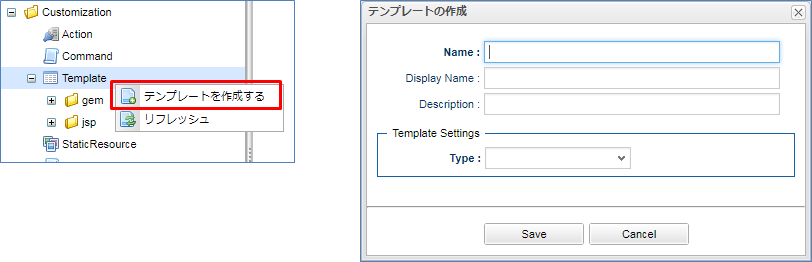 Customization
Action
Command
Template
gem
テンプレートを作成する
jsp
リフレッシュ
StaticResource
テンプレートの作成
Name :
Display Name :
Description :
Template Settings
Type :
Save
Cancel